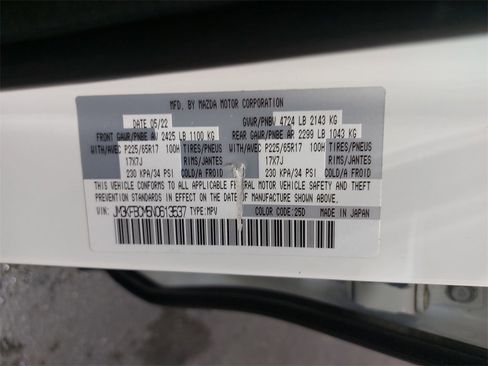 MFD. BY MAZDA MOTOR CORPORATION
DATE 05/22 GVWR/PNBV 4724 LB 2143 KG
FRONT GAWR/PNBE AV 2425 LB 1100 KG REAR GAWR/PNBE AR 2299 LB 1043 KG
WITH/AVEC P225/65R17 100H TIRES/PNEUS WITH/AVEC P225/65R17 100H TIRES/PNEUS
17X7J RIMS/JANTES 17X7J RIMS/JANTES
230 KPA/34 PSI COLD/A FROID 230 KPA/34 PSI COLD/A FROID
THIS VEHICLE CONFORMS TO ALL APPLICABLE FEDERAL MOTOR VEHICLE SAFETY AND THEFT
PREVENTION STANDARDS IN EFFECT ON THE DATE OF MANUFACTURE SHOWN ABOVE.
VIN: JM3KFBCM5N0613537 TYPE:MPV COLOR CODE:25D MADE IN JAPAN